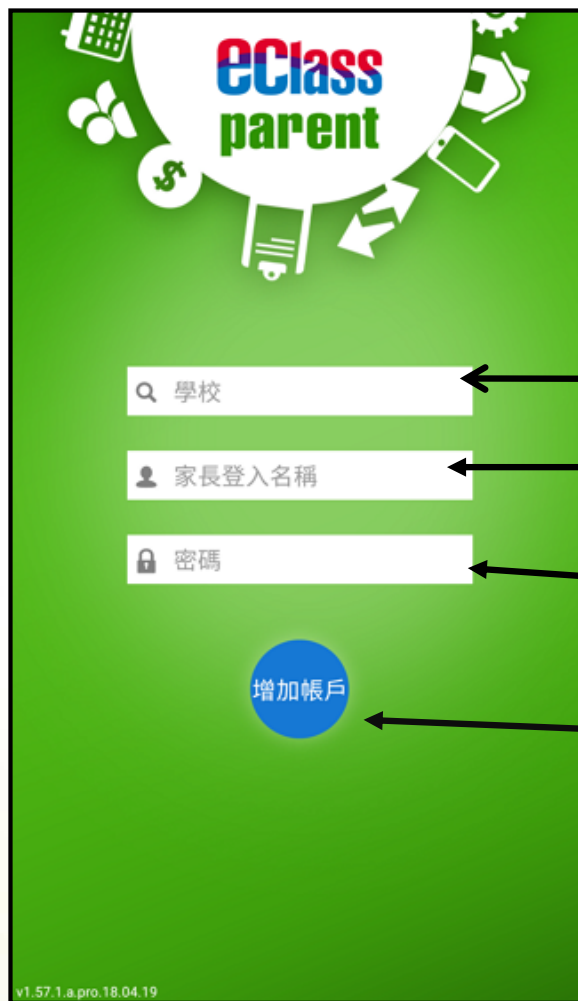 eClass
parent
$
學校
家長登入名稱
密碼
增加帳戶
v1.57.1.a.pro.18.04.19